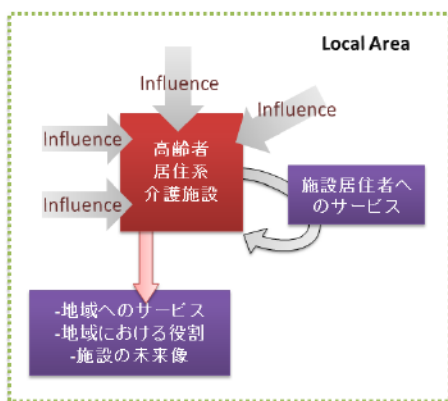 Local Area
Influence
Influence
Influence
Influence
高齢者
居住系
介護施設
施設居住者へ
のサービス
-地域へのサービス
-地域における役割
-施設の未来像